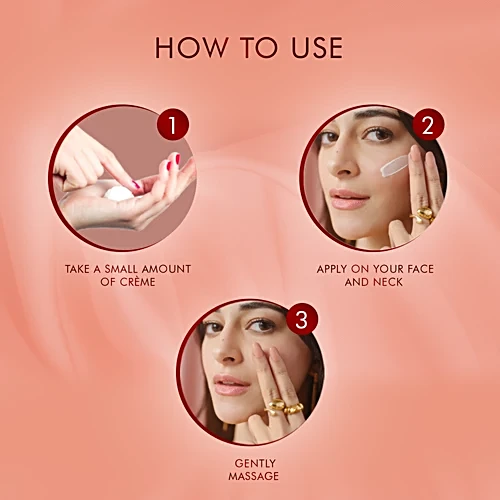 HOW TO USE
1
TAKE A SMALL AMOUNT
OF CRÈME
2
APPLY ON YOUR FACE
AND NECK
3
GENTLY
MASSAGE